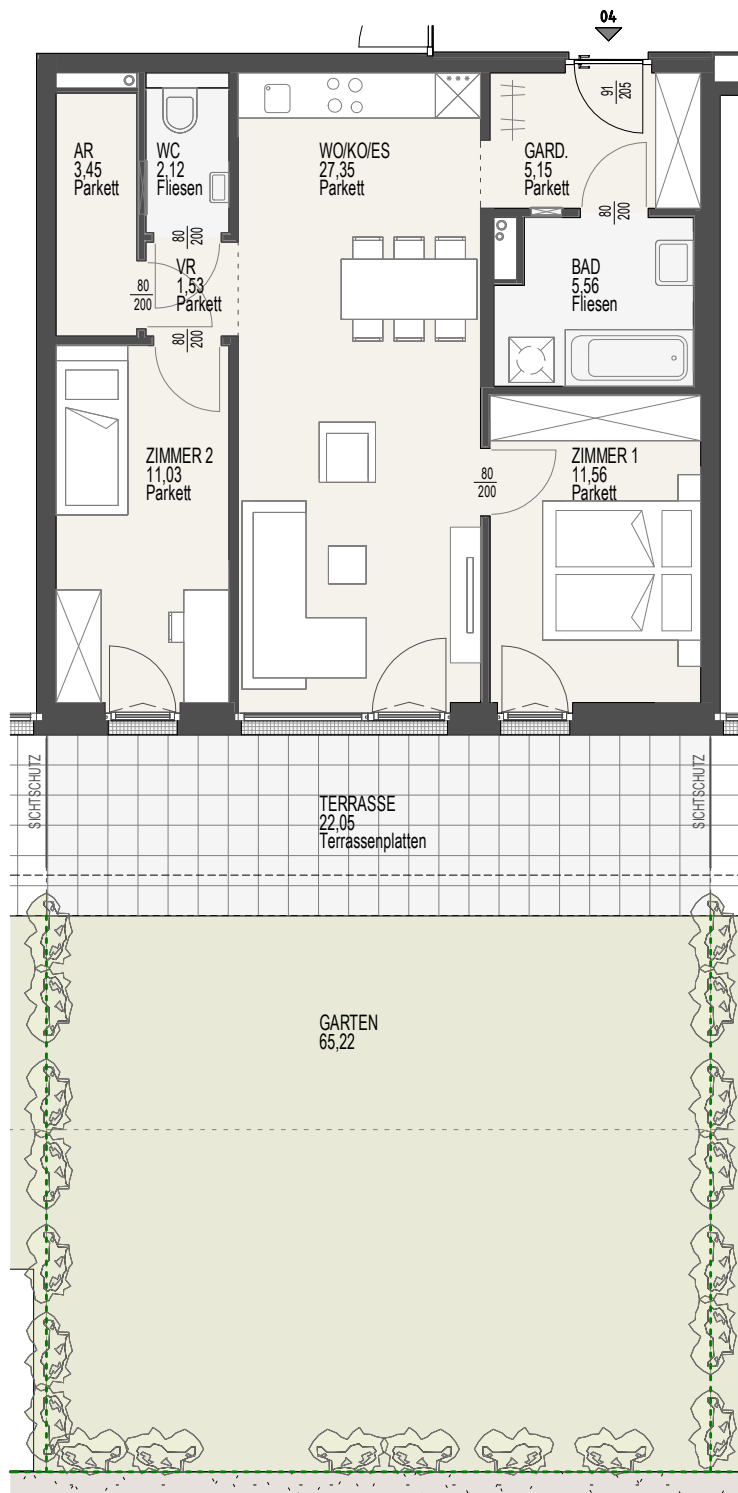 04
91
205
AR
3,45
Parkett
WC
2,12
Fliesen
WO/KO/ES
27,35
Parkett
GARD.
5,15
Parkett
80
200
80
200
VR
1,53
Parkett
80
200
80
200
BAD
5,56
Fliesen
ZIMMER 2
11,03
Parkett
80
200
ZIMMER 1
11,56
Parkett
SICHTSCHUTZ
TERRASSE
22,05
Terrassenplatten
SICHTSCHUTZ
GARTEN
65,22